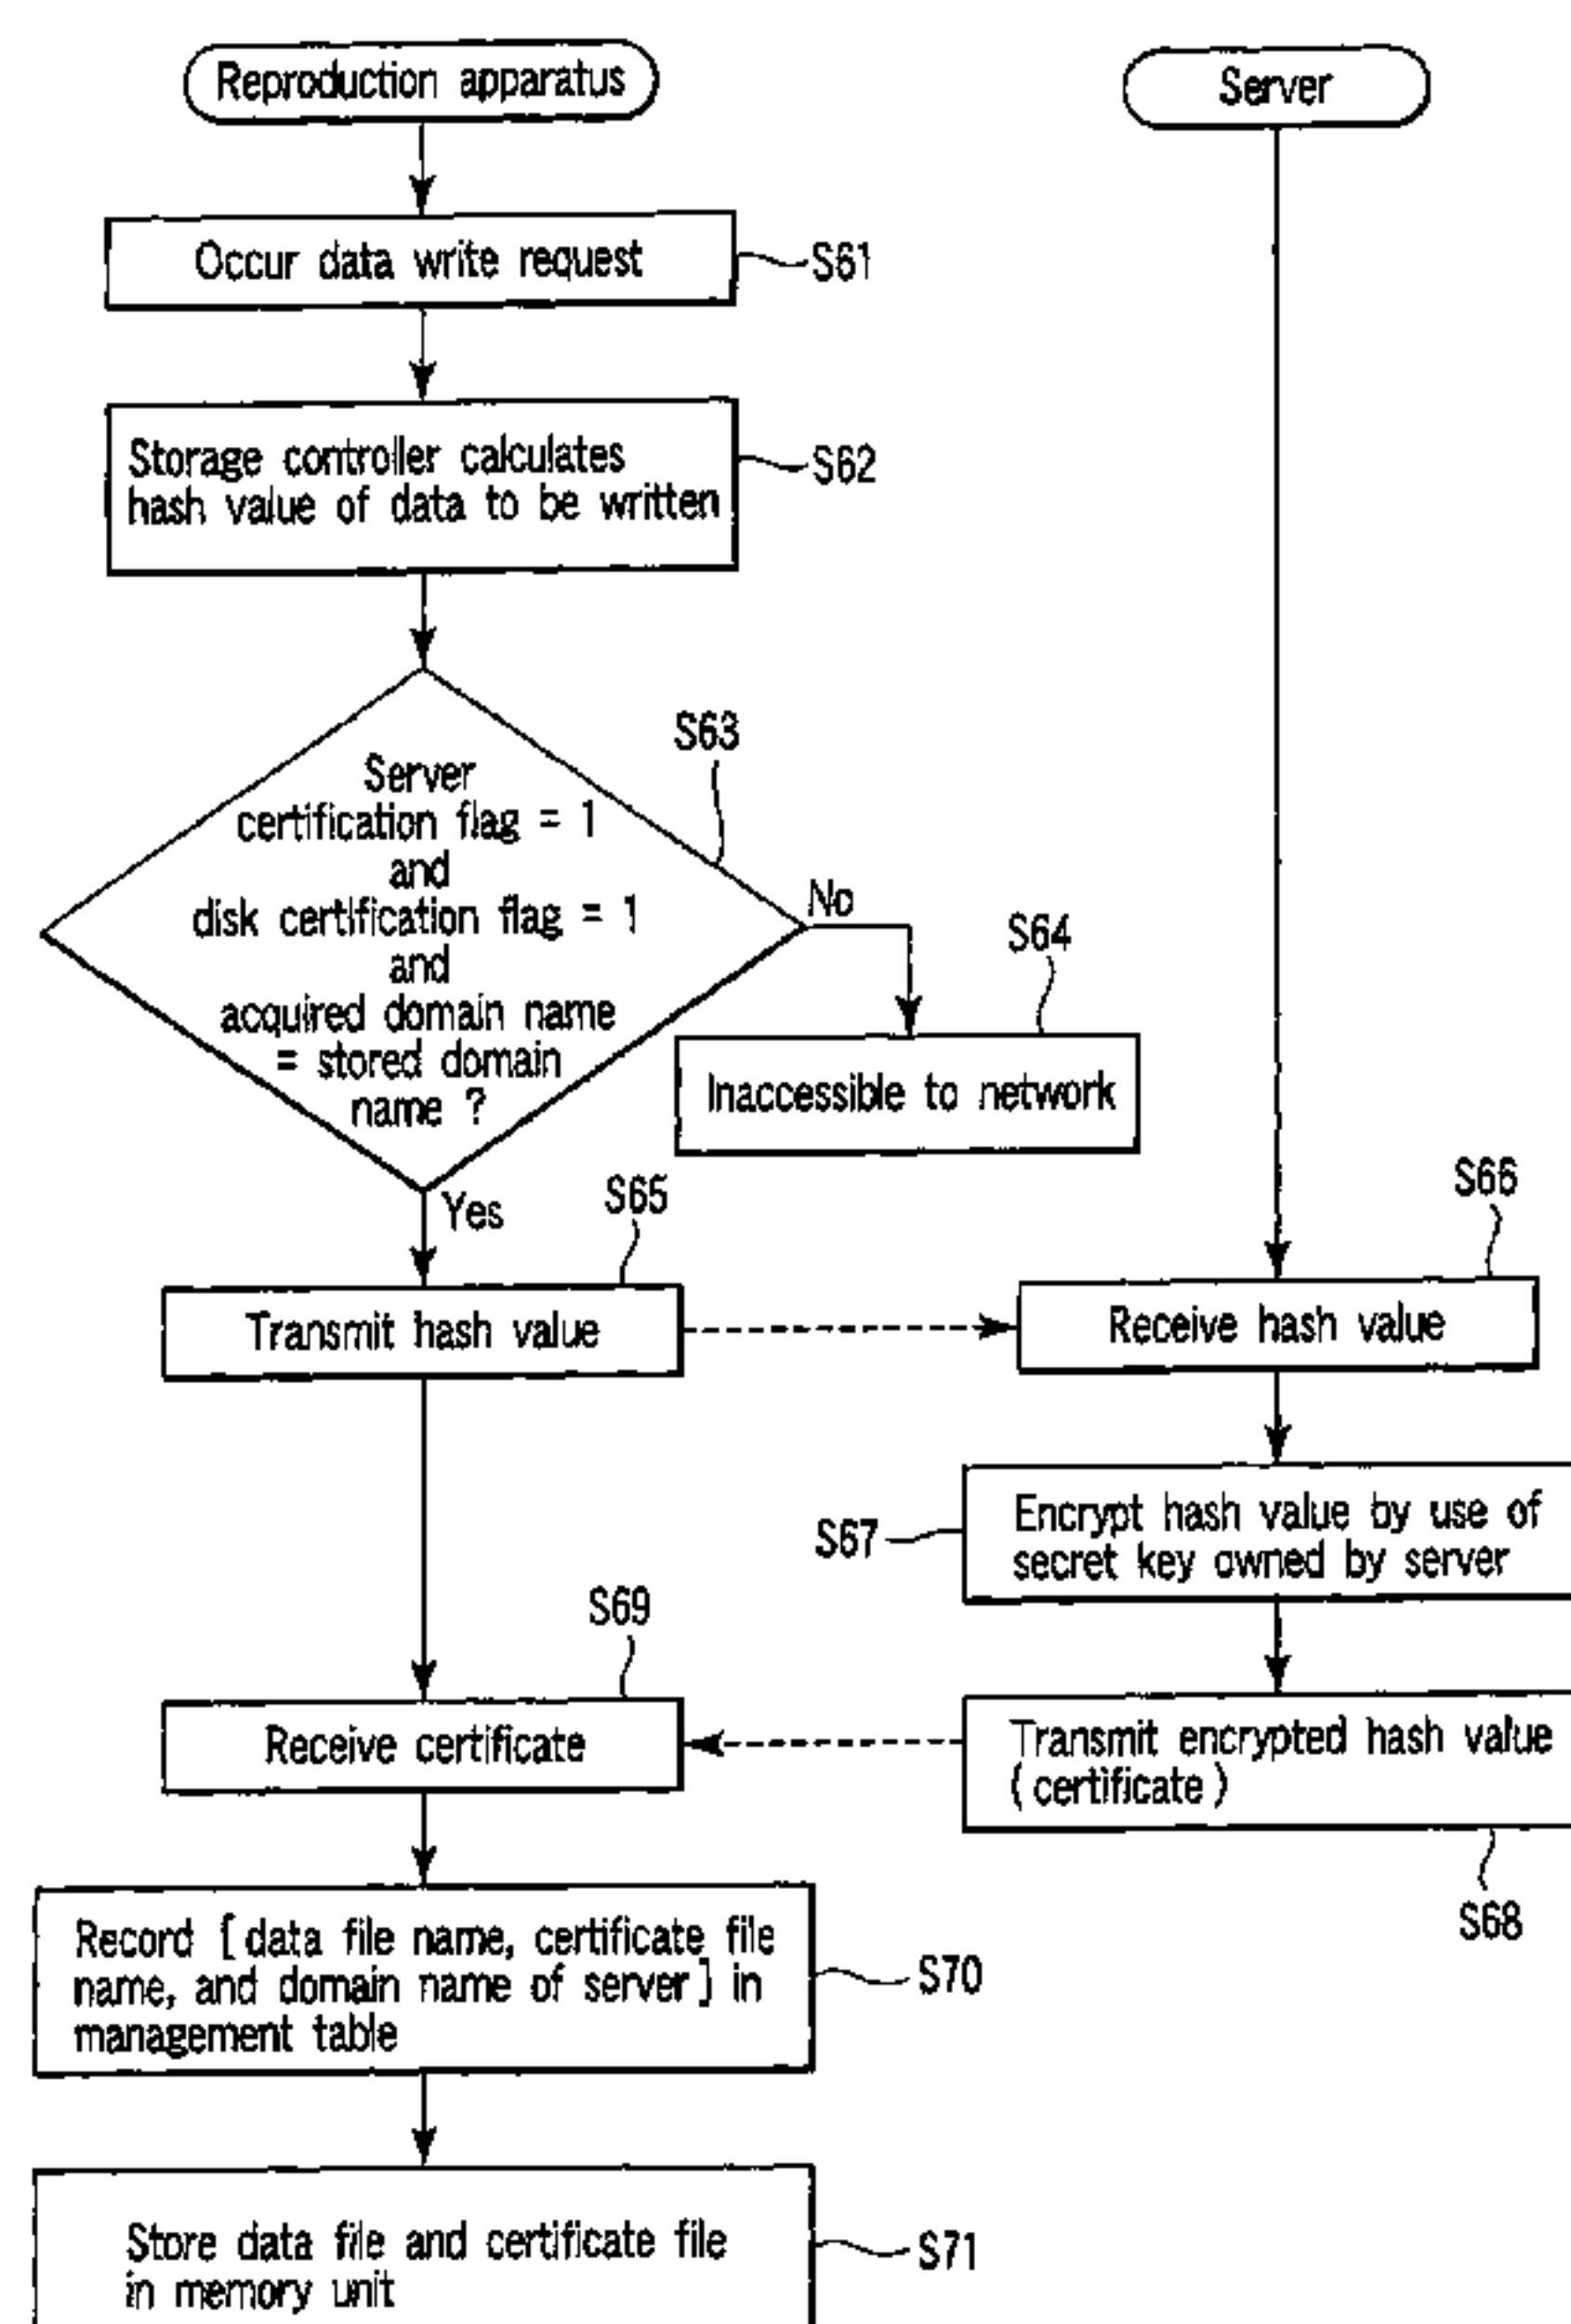 Reproduction apparatus
Server
Occur data write request
S61
Storage controller calculates
hash value of data to be written
S62
S63
Server
certification flag = 1
and
disk certification flag = 1
and
acquired domain name
= stored domain
name ?
No
S64
Inaccessible to network
Yes
S65
Transmit hash value
S66
Receive hash value
S67
Encrypt hash value by use of
secret key owned by server
S69
Receive certificate
Transmit encrypted hash value
(certificate)
S68
Record [data file name, certificate file
name, and domain name of server] in
management table
S70
Store data file and certificate file
in memory unit
S71